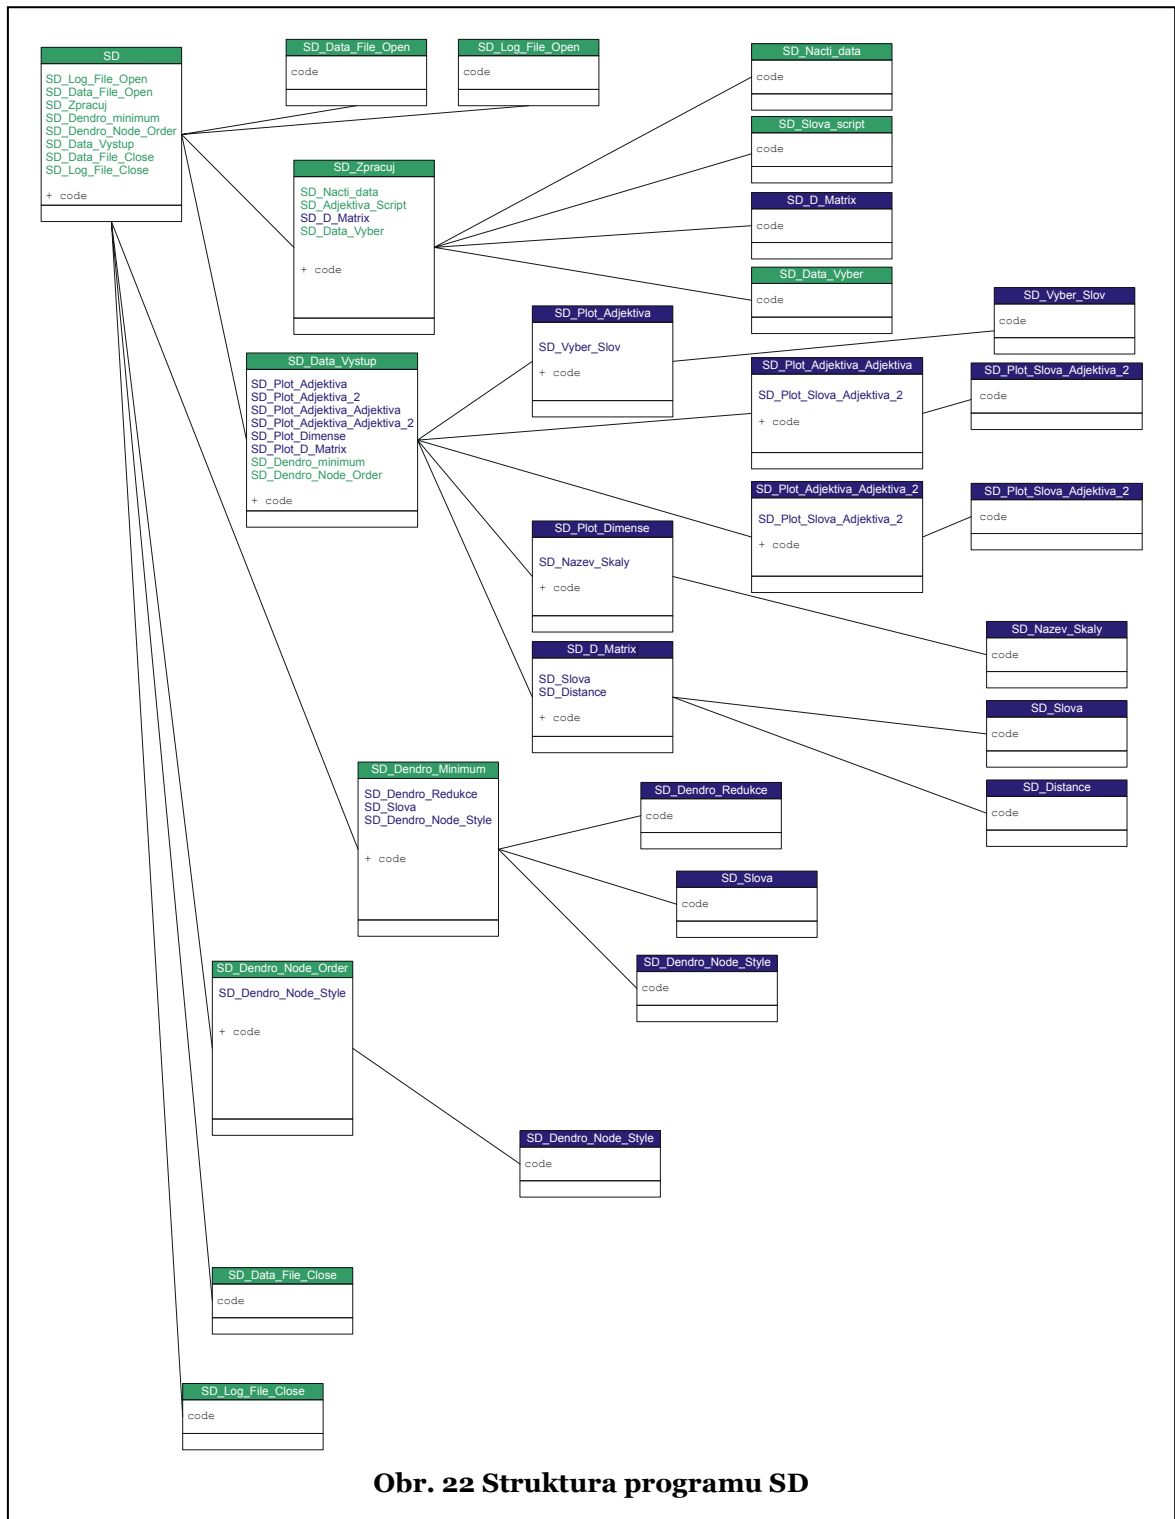 SD
SD_Log_File_Open
SD_Data_File_Open
SD_Zpracuj
SD_Dendro_minimum
SD_Dendro_Node_Order
SD_Data_Vystup
SD_Data_File_Close
SD_Log_File_Close
+ code
SD_Data_File_Open
code
SD_Log_File_Open
code
SD_Nacti_data
code
SD_Slova_script
code
SD_Zpracuj
SD_Nacti_data
SD_Adjektiva_Script
SD_D_Matrix
SD_Data_Vyber
+ code
SD_D_Matrix
code
SD_Data_Vyber
code
SD_Data_Vystup
SD_Plot_Adjektiva
SD_Plot_Adjektiva_2
SD_Plot_Adjektiva_Adjektiva
SD_Plot_Adjektiva_Adjektiva_2
SD_Plot_Dimense
SD_Plot_D_Matrix
SD_Dendro_minimum
SD_Dendro_Node_Order
+ code
SD_Plot_Adjektiva
SD_Vyber_Slov
+ code
SD_Vyber_Slov
code
SD_Plot_Adjektiva_Adjektiva
SD_Plot_Slova_Adjektiva_2
+ code
SD_Plot_Slova_Adjektiva_2
code
SD_Plot_Adjektiva_Adjektiva_2
SD_Plot_Slova_Adjektiva_2
+ code
SD_Plot_Slova_Adjektiva_2
code
SD_Plot_Dimense
SD_Nazev_Skaly
+ code
SD_Nazev_Skaly
code
SD_D_Matrix
SD_Slova
SD_Distance
+ code
SD_Slova
code
SD_Distance
code
SD_Dendro_Minimum
SD_Dendro_Redukce
SD_Slova
SD_Dendro_Node_Style
+ code
SD_Dendro_Redukce
code
SD_Slova
code
SD_Dendro_Node_Style
code
SD_Dendro_Node_Order
SD_Dendro_Node_Style
+ code
SD_Dendro_Node_Style
code
SD_Data_File_Close
code
SD_Log_File_Close
code
Obr. 22 Struktura programu SD